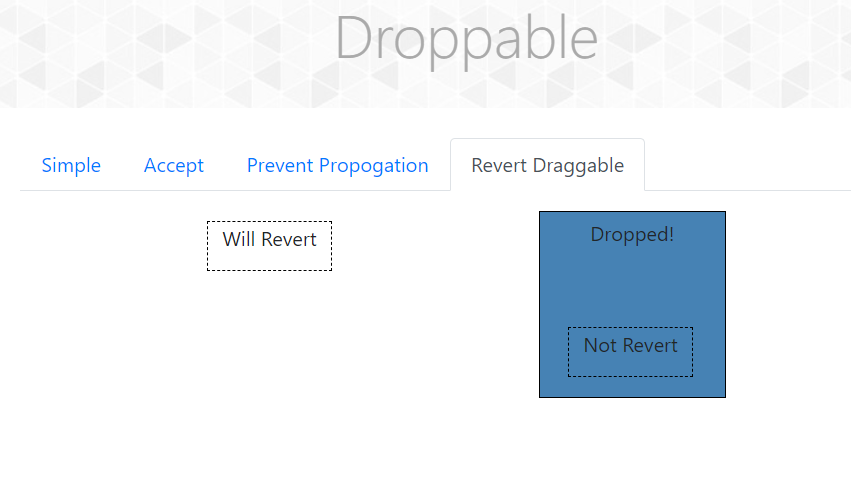 Droppable
Simple Accept Prevent Propogation Revert Draggable
Will Revert
Dropped!
Not Revert